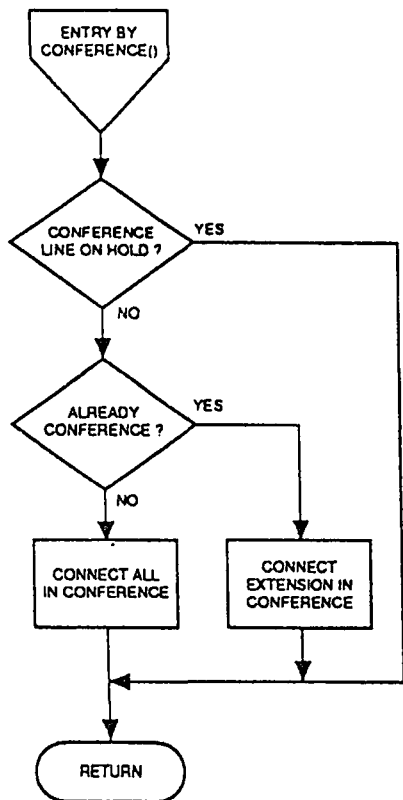 ENTRY BY
CONFERENCE()
CONFERENCE
LINE ON HOLD ?
YES
NO
ALREADY
CONFERENCE ?
YES
NO
CONNECT ALL
IN CONFERENCE
CONNECT
EXTENSION IN
CONFERENCE
RETURN